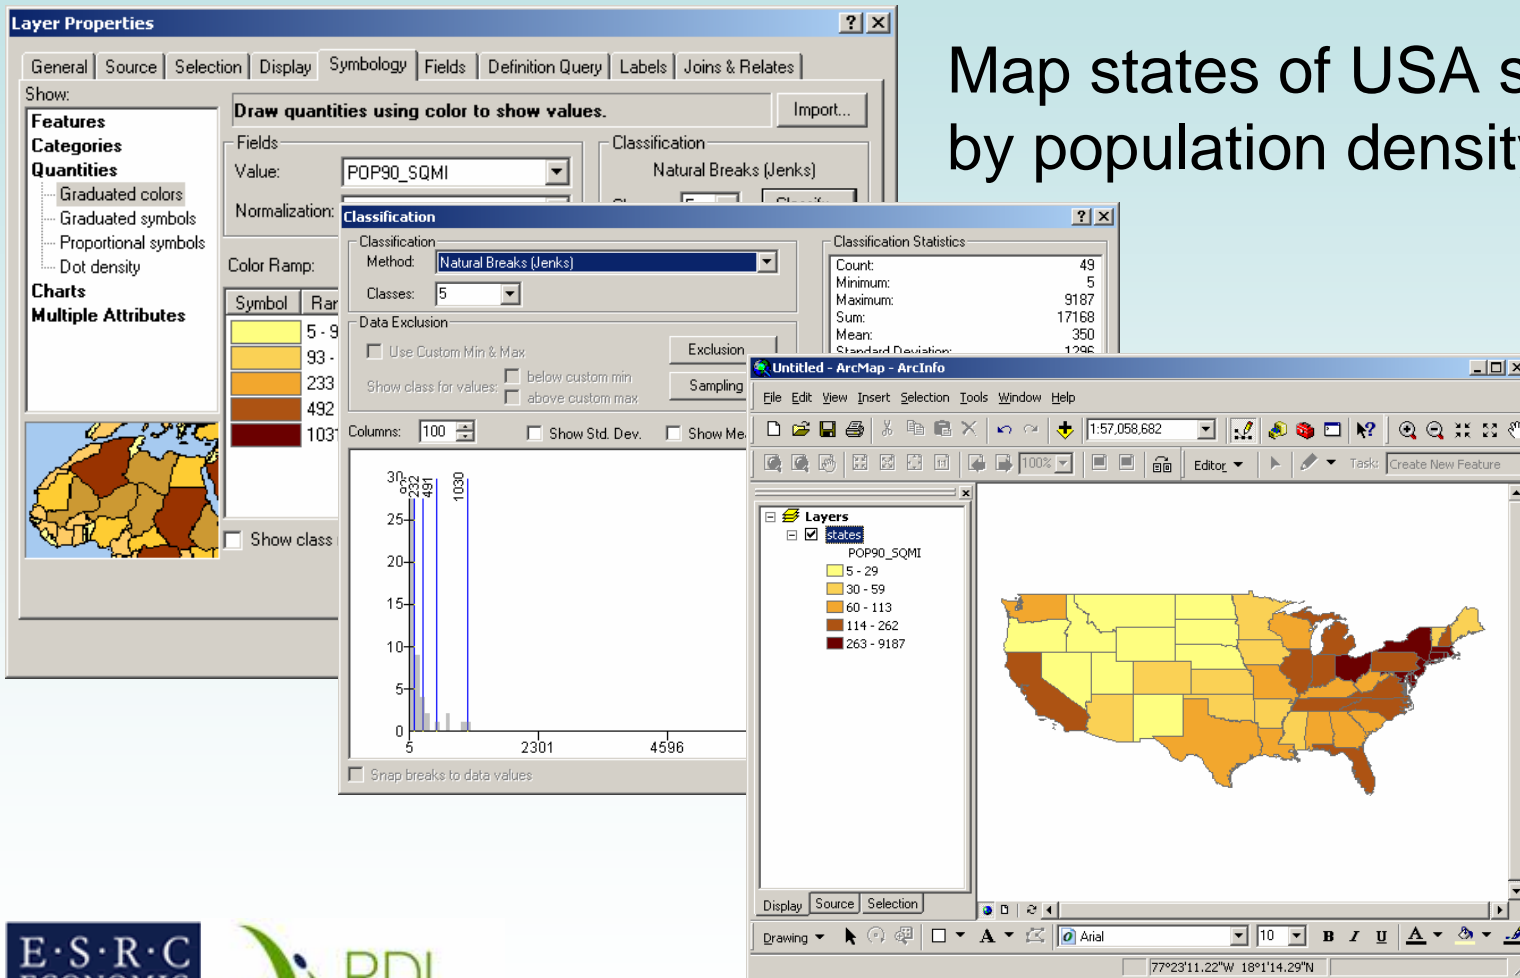 Layer Properties
Map states of USA
by population
General Source Selection Display Symbology Fields Definition Query Labels Joins & Relates
Show:
Features
Categories
Quantities
Graduated colors
Graduated symbols
Proportional symbols
Dot density
Charts
Multiple Attributes
Draw quantities using color to show values.
Import...
Fields
Value: POP90_SQMI
Normalization:
Classification
Natural Breaks (Jenks)
Color Ramp:
Symbol
5 - 9
93 -
233
492
103
Show class
Classification
Classification
Method: Natural Breaks (Jenks)
Classes: 5
Data Exclusion
Use Custom Min & Max
Exclusion
Show class for values: below custom min
above custom max
Sampling
Columns: 100 Show Std. Dev. Show
Classification Statistics
Count: 49
Minimum: 5
Maximum: 9187
Sum: 17168
Mean: 350
Standard Deviation: 1296
232 491 1030
30
25
20
15
10
5
0
5 2301 4596
Snap breaks to data values
Untitled - ArcMap - ArcInfo
File Edit View Insert Selection Tools Window Help
1:57,058,682
100% Editor Task: Create New Feature
Layers
states
POP90_SQMI
5 - 29
30 - 59
60 - 113
114 - 262
263 - 9187
Display Source Selection
Drawing A Arial 10 B I U A
77°23'11.22"W 18°1'14.29"N
E·S·R·C
ECONOMIC
PDI